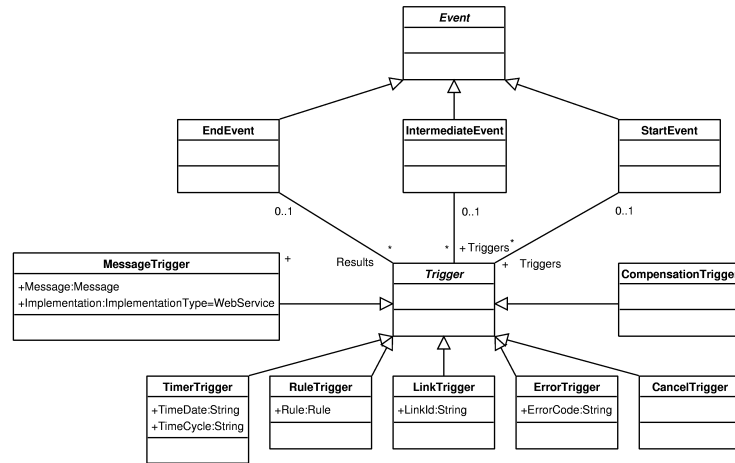 Event
EndEvent
IntermediateEvent
StartEvent
0..1
0..1
0..1
*
*
+ Triggers
*
+
Results
+
Triggers
MessageTrigger
+Message:Message
+Implementation:ImplementationType=WebService
Trigger
CompensationTrigger
TimerTrigger
+TimeDate:String
+TimeCycle:String
RuleTrigger
+Rule:Rule
LinkTrigger
+LinkId:String
ErrorTrigger
+ErrorCode:String
CancelTrigger